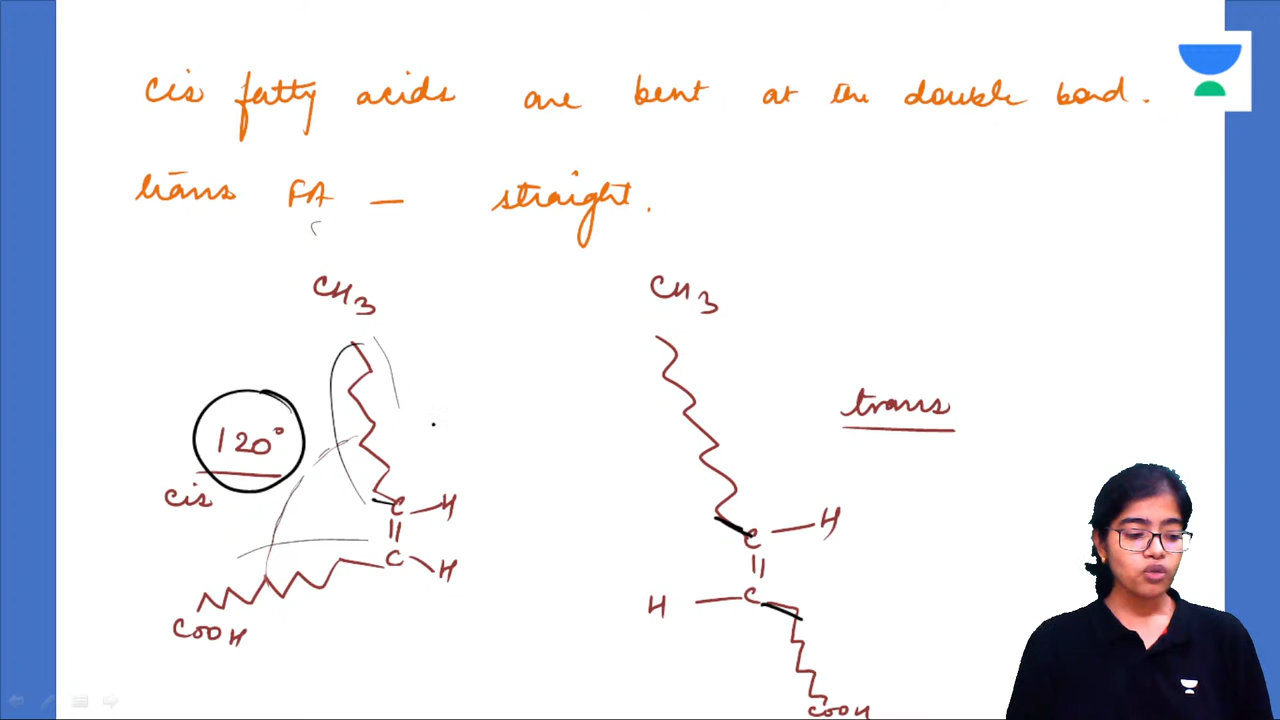 cis fatty acids are bent at the double bond.
trans FA — straight.
CH3
CH3
120°
trans
cis
C - H
C - H
COOH
C - H
H - C
COOH